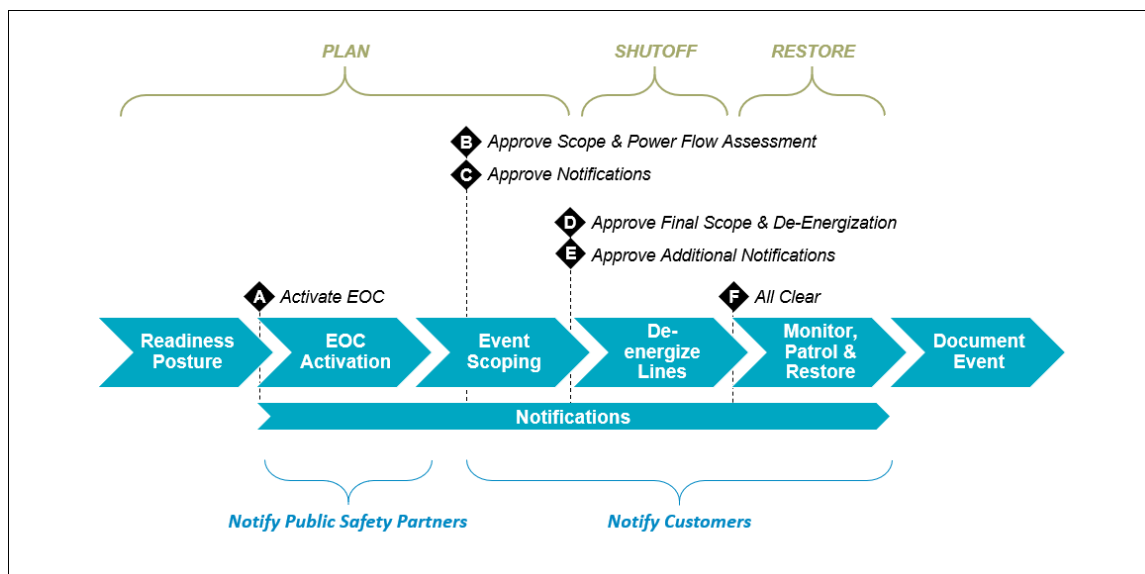 PLAN
SHUTOFF
RESTORE
B Approve Scope & Power Flow Assessment
C Approve Notifications
D Approve Final Scope & De-Energization
E Approve Additional Notifications
A Activate EOC
F All Clear
Readiness
Posture
EOC
Activation
Event
Scoping
De-
energize
Lines
Monitor,
Patrol &
Restore
Document
Event
Notifications
Notify Public Safety Partners
Notify Customers